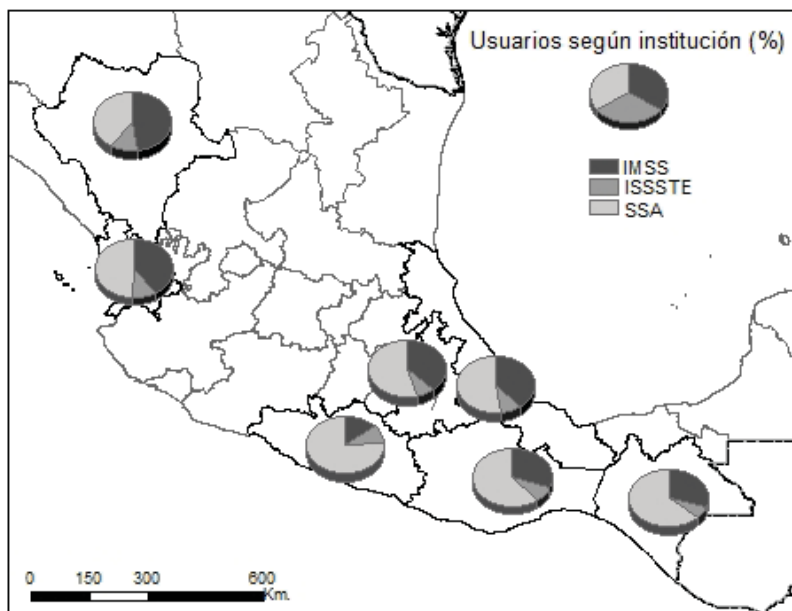 Usuarios según institución (%)
IMSS
ISSSTE
SSA
0 150 300 600
Km.